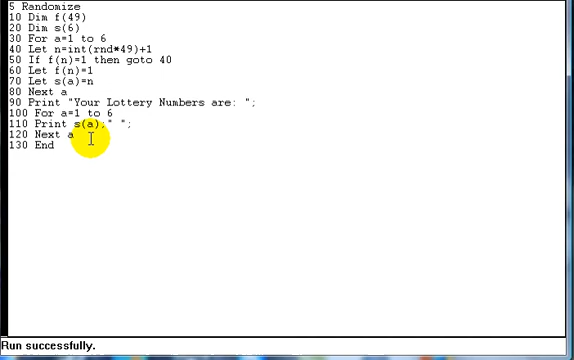 5 Randomize
10 Dim f(49)
20 Dim s(6)
30 For a=1 to 6
40 Let n=int(rnd*49)+1
50 If f(n)=1 then goto 40
60 Let f(n)=1
70 Let s(a)=n
80 Next a
90 Print "Your Lottery Numbers are: ";
100 For a=1 to 6
110 Print s(a);" ";
120 Next a
130 End
Run successfully.